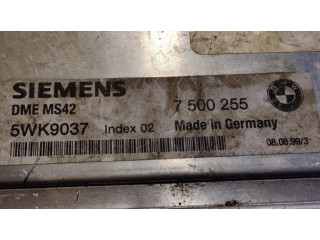 SIEMENS
DME MS42 7 500 255
5WK9037 Index 02 Made in Germany
08.06.99/3